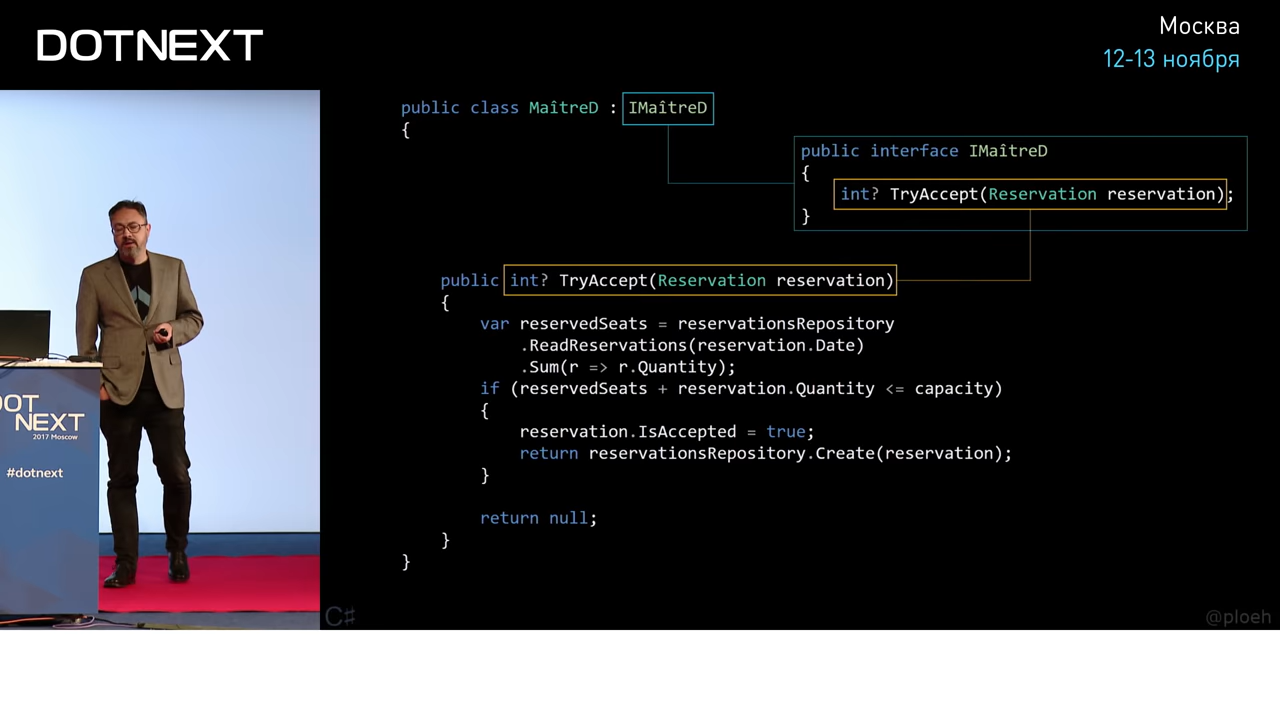 DOTNEXT
Москва
12-13 ноября
public class MaîtreD : IMaîtreD
{
public interface IMaîtreD
{
int? TryAccept(Reservation reservation);
}
public int? TryAccept(Reservation reservation)
{
var reservedSeats = reservationsRepository
.ReadReservations(reservation.Date)
.Sum(r => r.Quantity);
if (reservedSeats + reservation.Quantity <= capacity)
{
reservation.IsAccepted = true;
return reservationsRepository.Create(reservation);
}
return null;
}
}
C♯
@ploeh
OOT
NEXT
2017 Moscow
#dotnext